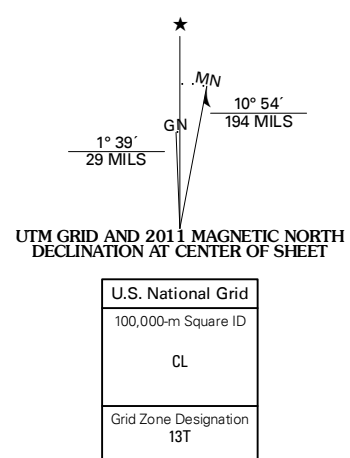 ★
MN
GN
1° 39´
29 MILS
10° 54´
194 MILS
UTM GRID AND 2011 MAGNETIC NORTH
DECLINATION AT CENTER OF SHEET
U.S. National Grid
100,000-m Square ID
CL
Grid Zone Designation
13T